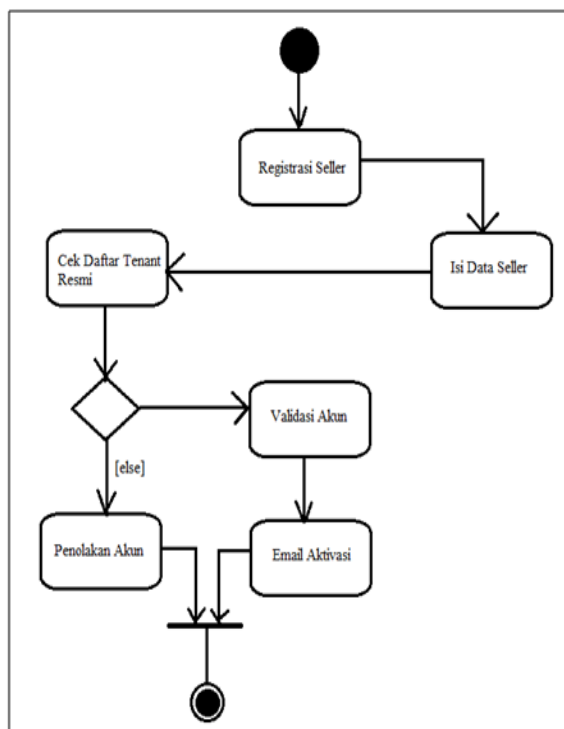 Registrasi Seller
Isi Data Seller
Cek Daftar Tenant
Resmi
Validasi Akun
[else]
Penolakan Akun
Email Aktivasi